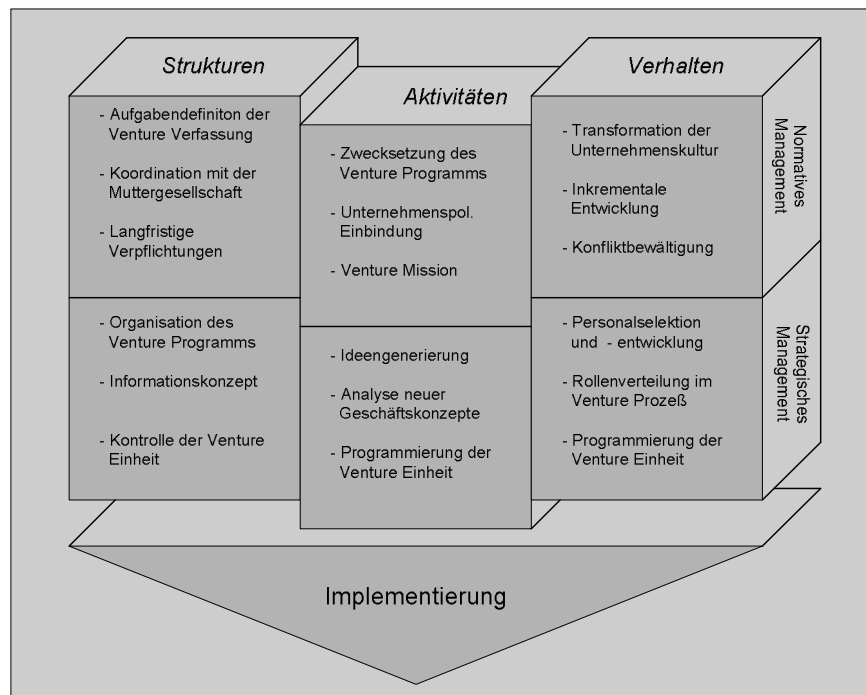 Strukturen
Aktivitäten
Verhalten
- Aufgabendefiniton der
Venture Verfassung
- Koordination mit der
Muttergesellschaft
- Langfristige
Verpflichtungen
- Zwecksetzung des
Venture Programms
- Unternehmenspol.
Einbindung
- Venture Mission
- Transformation der
Unternehmenskultur
- Inkrementale
Entwicklung
- Konfliktbewältigung
Normatives
Management
- Organisation des
Venture Programms
- Informationskonzept
- Kontrolle der Venture
Einheit
- Ideengenerierung
- Analyse neuer
Geschäftskonzepte
- Programmierung der
Venture Einheit
- Personalselektion
und - entwicklung
- Rollenverteilung im
Venture Prozeß
- Programmierung der
Venture Einheit
Strategisches
Management
Implementierung